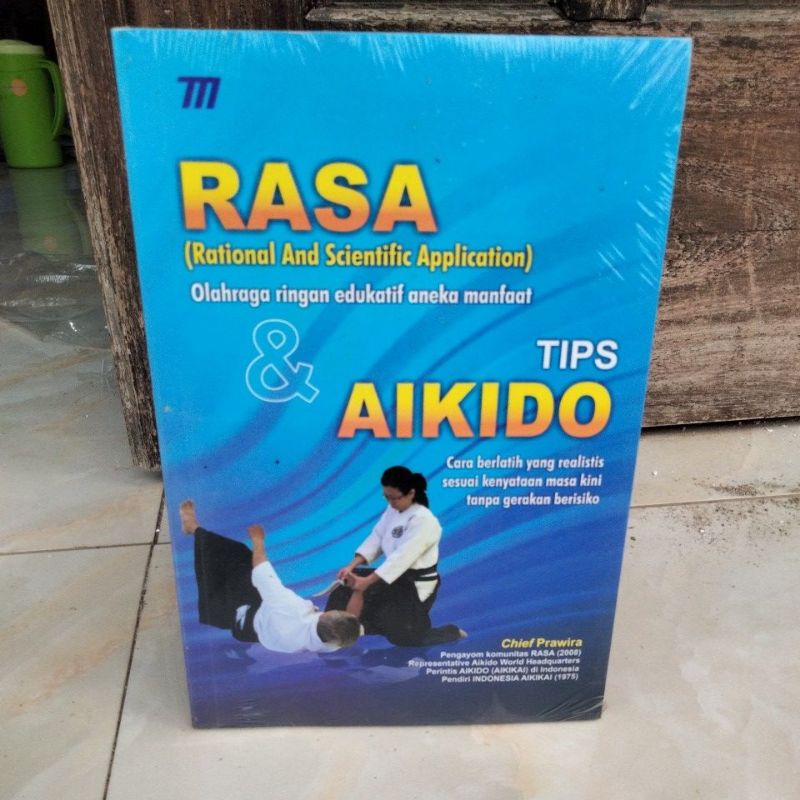 RASA
(Rational And Scientific Application)
Olahraga ringan edukatif aneka manfaat
&
TIPS
AIKIDO
Cara berlatih yang realistis
sesuai kenyataan masa kini
tanpa gerakan berisiko
Chief Prawira
Pengayom komunitas RASA (2008)
Representative Aikido World Headquarters
Perintis AIKIDO (AIKIKAI) di Indonesia
Pendiri INDONESIA AIKIKAI (1975)